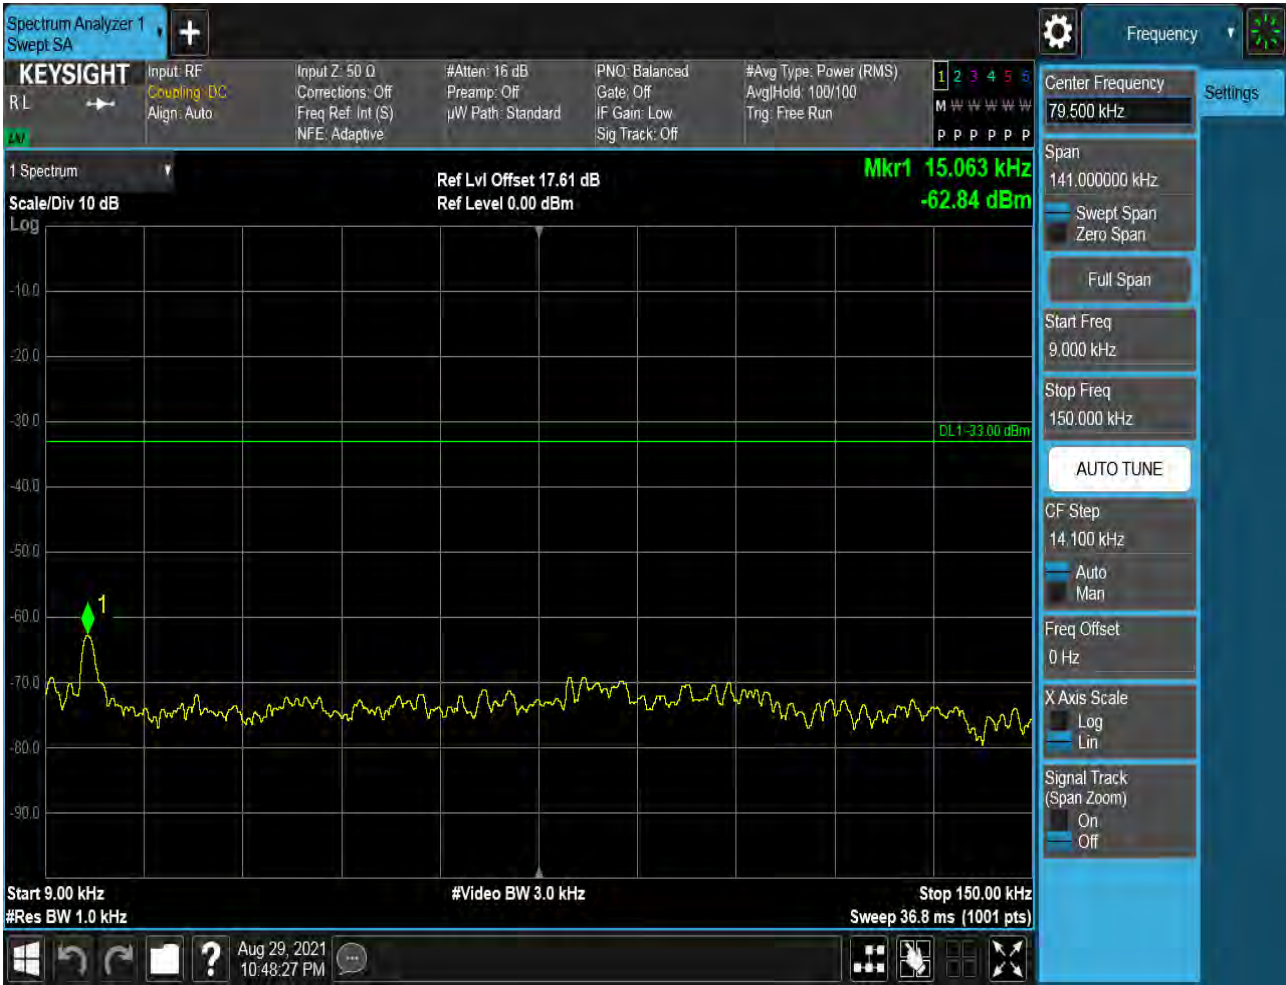 Spectrum Analyzer 1
Swept SA
Frequency
KEYSIGHT
R L
LXI
Input: RF
Coupling: DC
Align: Auto
Input Z: 50 Ω
Corrections: Off
Freq Ref: Int (S)
NFE: Adaptive
#Atten: 16 dB
Preamp: Off
µW Path: Standard
PNO: Balanced
Gate: Off
IF Gain: Low
Sig Track: Off
#Avg Type: Power (RMS)
Avg|Hold: 100/100
Trig: Free Run
1 2 3 4 5 6
M W W W W W
P P P P P P
1 Spectrum
Scale/Div 10 dB
Log
Ref Lvl Offset 17.61 dB
Ref Level 0.00 dBm
Mkr1 15.063 kHz
-62.84 dBm
-10.0
-20.0
-30.0
DL1 -33.00 dBm
-40.0
-50.0
-60.0
1
-70.0
-80.0
-90.0
Start 9.00 kHz
#Video BW 3.0 kHz
Stop 150.00 kHz
#Res BW 1.0 kHz
Sweep 36.8 ms (1001 pts)
Center Frequency
79.500 kHz
Settings
Span
141.000000 kHz
Swept Span
Zero Span
Full Span
Start Freq
9.000 kHz
Stop Freq
150.000 kHz
AUTO TUNE
CF Step
14.100 kHz
Auto
Man
Freq Offset
0 Hz
X Axis Scale
Log
Lin
Signal Track
(Span Zoom)
On
Off
?
Aug 29, 2021
10:48:27 PM